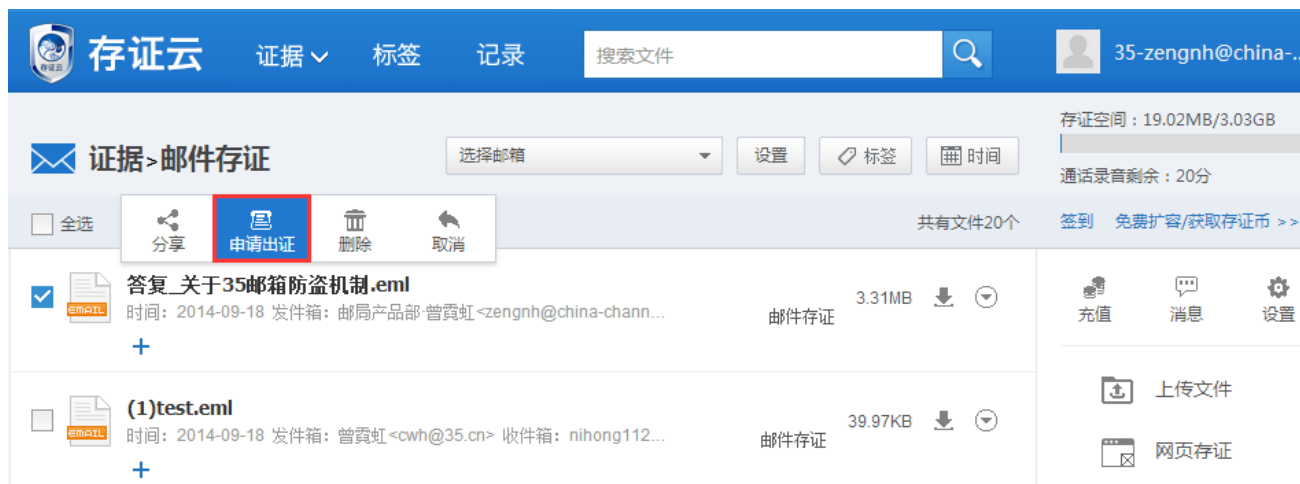 存证云 证据 标签 记录 搜索文件 35-zengnh@china-..
存证空间：19.02MB/3.03GB
证据>邮件存证 选择邮箱 设置 标签 时间
通话录音剩余：20分
全选 分享 申请出证 删除 取消 共有文件20个 签到 免费扩容/获取存证币 >>
答复_关于35邮箱防盗机制.eml
时间：2014-09-18 发件箱：邮局产品部·曾霓虹<zengnh@china-chann... 邮件存证 3.31MB
充值 消息 设置
(1)test.eml
时间：2014-09-18 发件箱：曾霓虹<cwh@35.cn> 收件箱：nihong112... 邮件存证 39.97KB
上传文件
网页存证
EMAIL
EMAIL